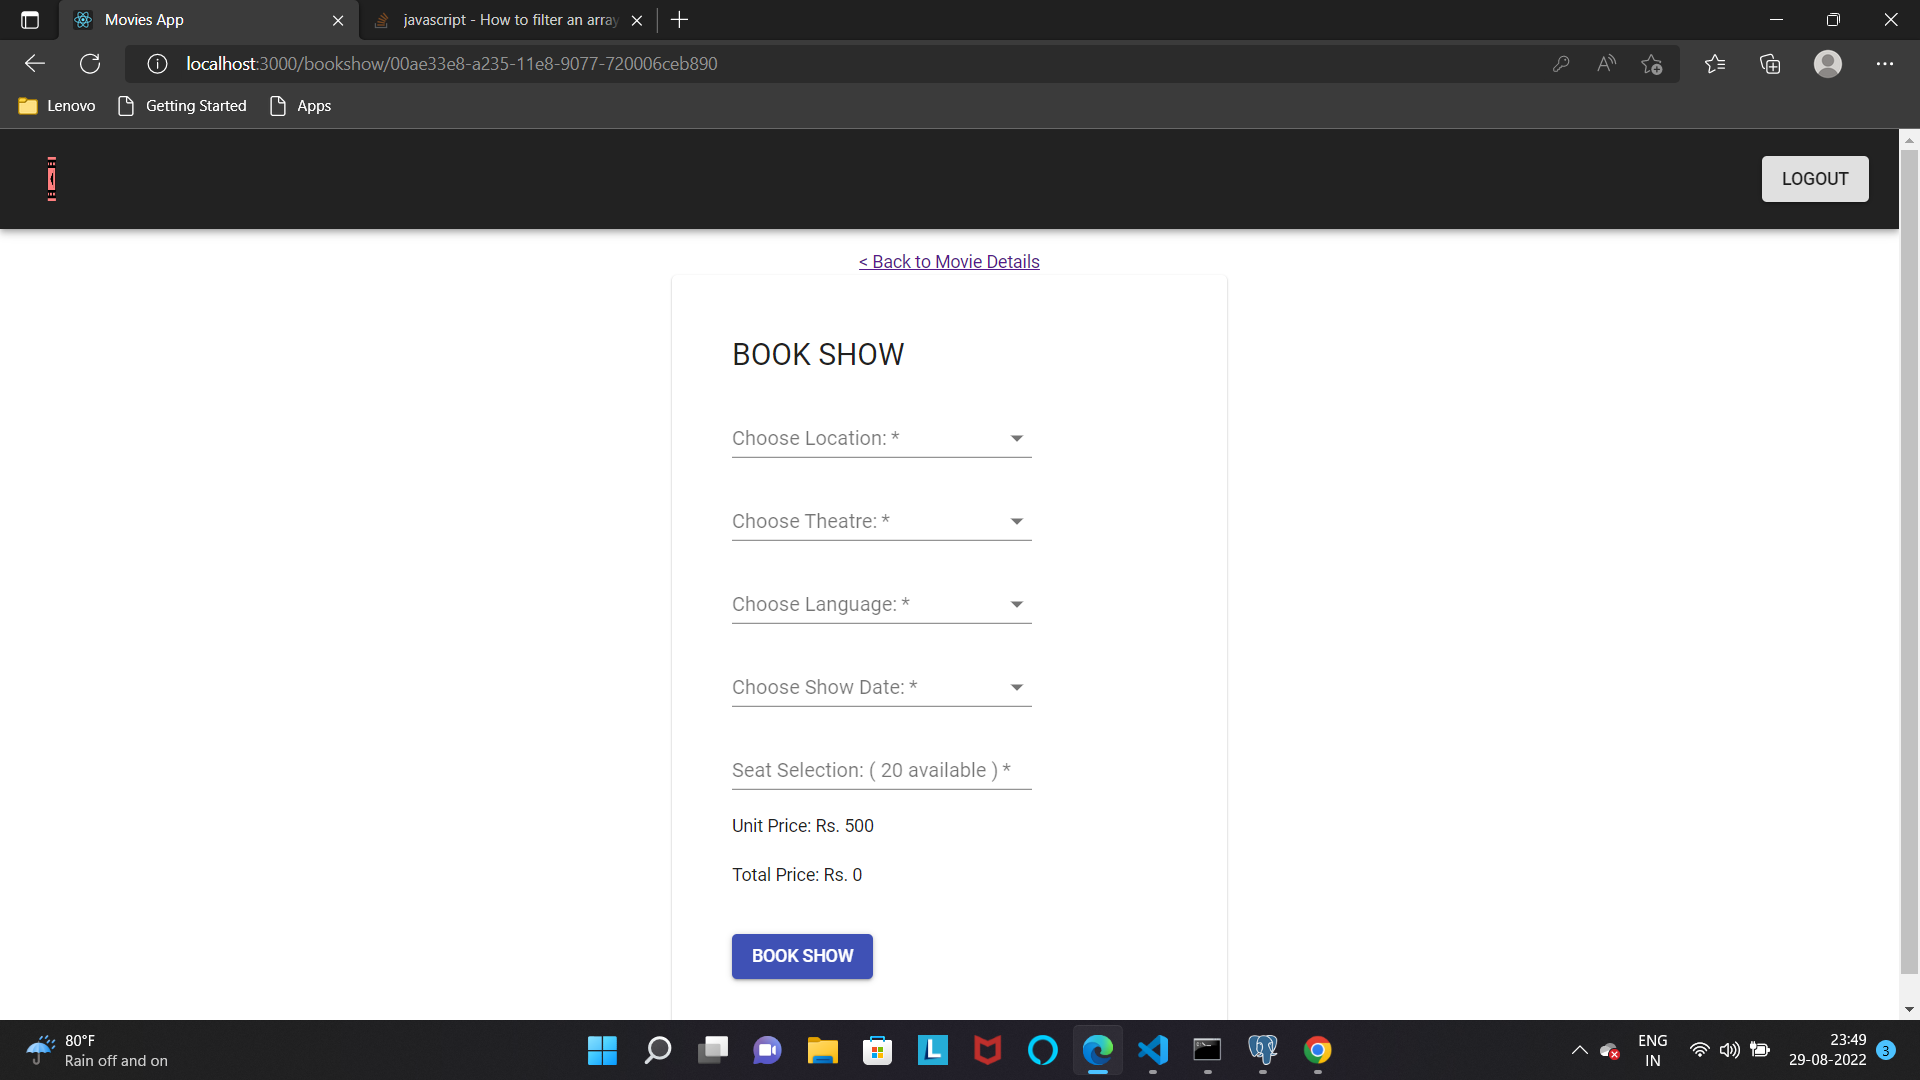 Movies App
javascript - How to filter an array
localhost:3000/bookshow/00ae33e8-a235-11e8-9077-720006ceb890
Lenovo
Getting Started
Apps
LOGOUT
< Back to Movie Details
BOOK SHOW
Choose Location: *
Choose Theatre: *
Choose Language: *
Choose Show Date: *
Seat Selection: ( 20 available ) *
Unit Price: Rs. 500
Total Price: Rs. 0
BOOK SHOW
80°F
Rain off and on
L
ENG
IN
23:49
29-08-2022
3